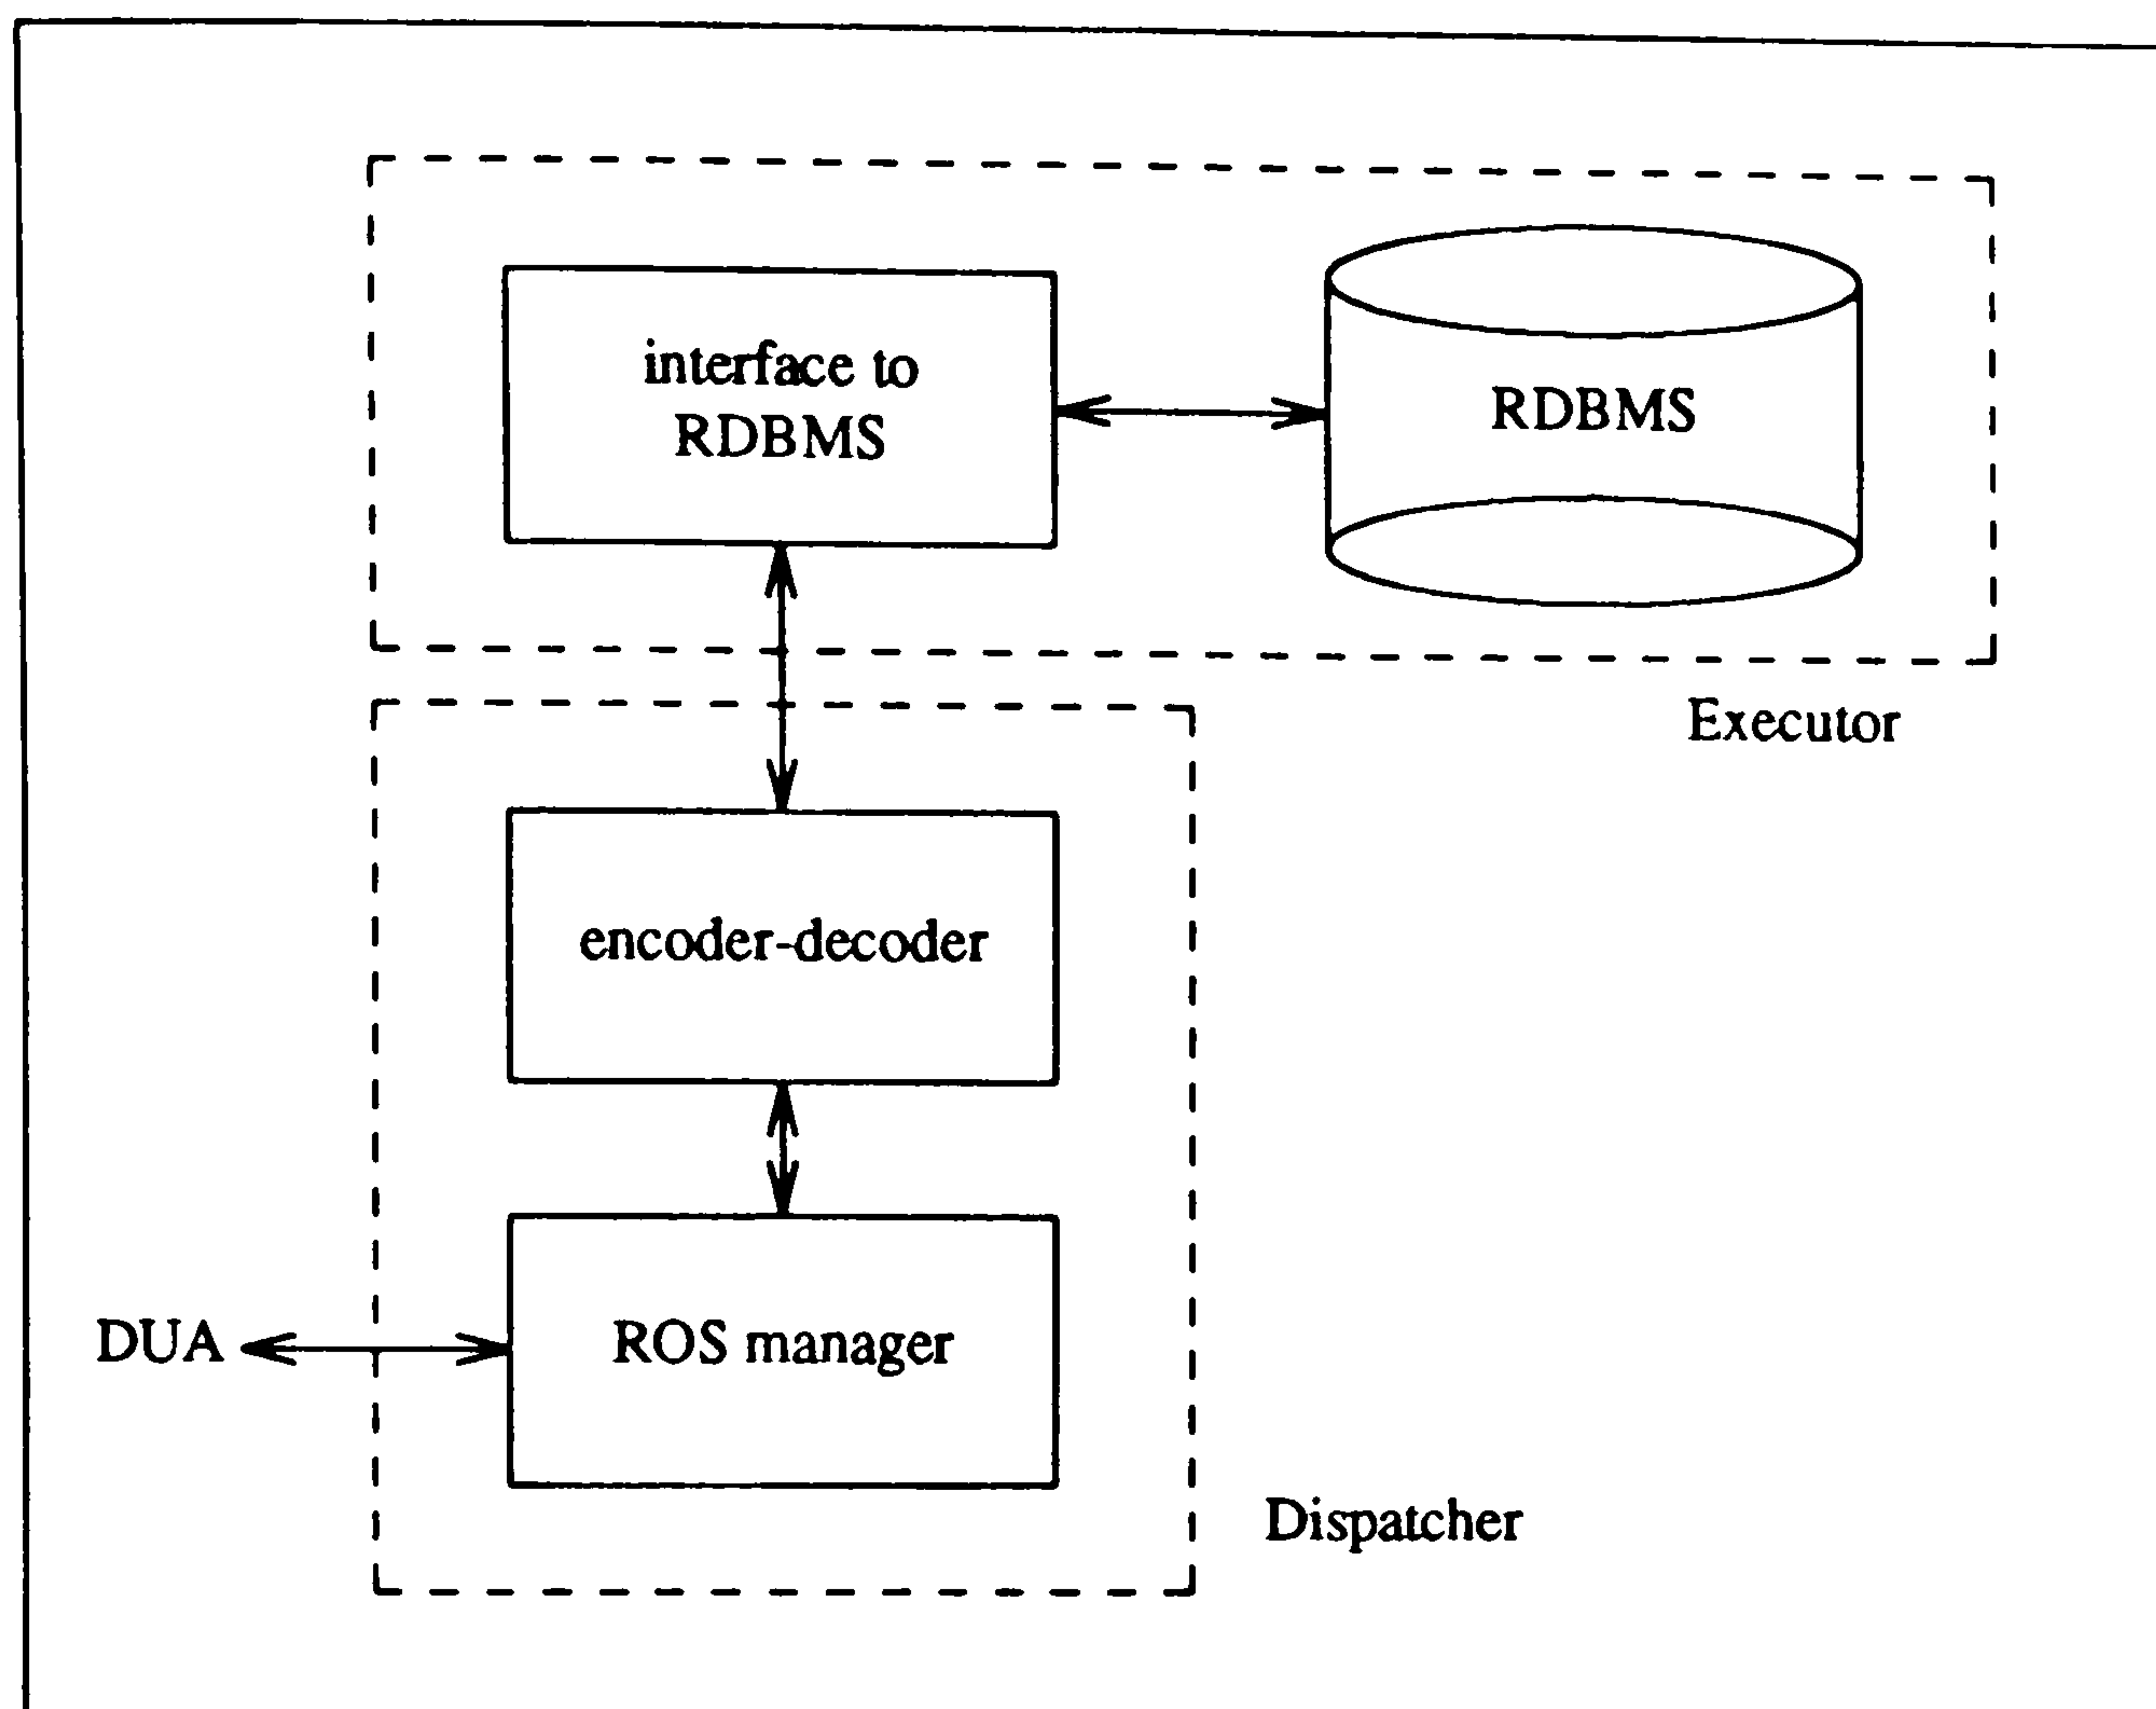 interface to
RDBMS
RDBMS
Executor
encoder-decoder
DUA
ROS manager
Dispatcher